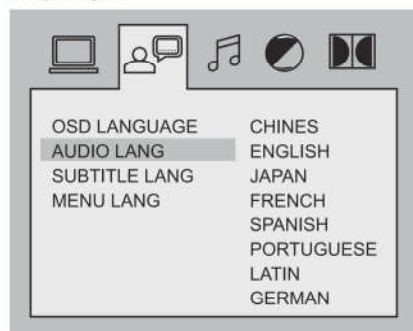 OSD LANGUAGE
AUDIO LANG
SUBTITLE LANG
MENU LANG
CHINES
ENGLISH
JAPAN
FRENCH
SPANISH
PORTUGUESE
LATIN
GERMAN